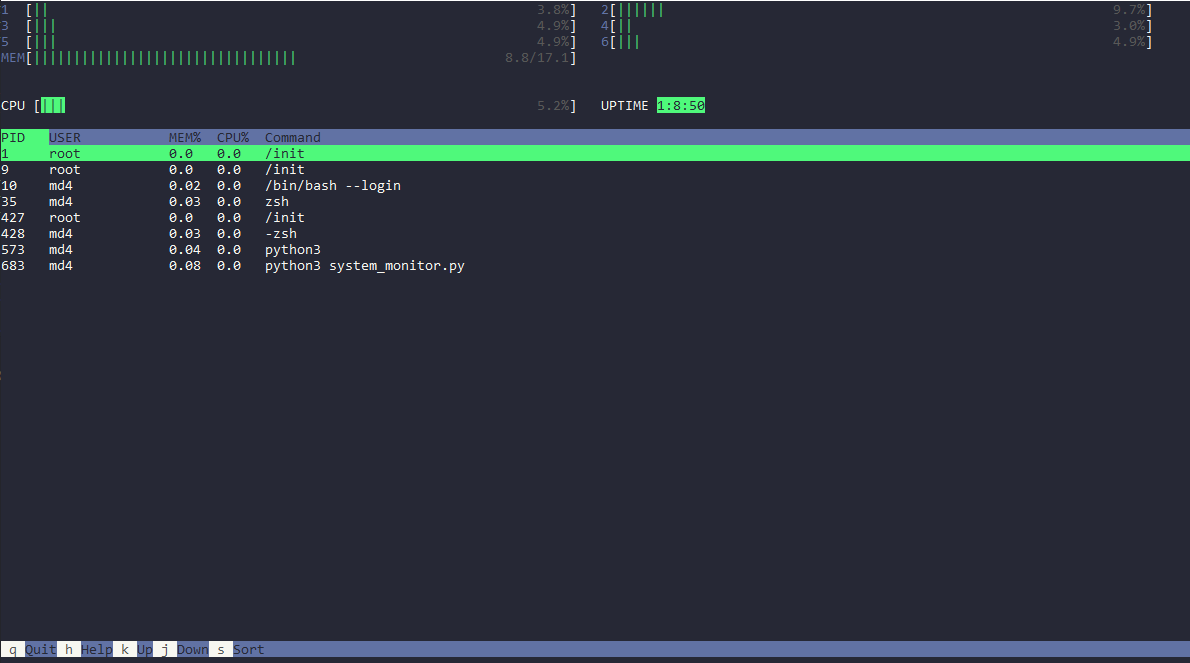 1 [|| 3.8%] 2[|||||| 9.7%]
3 [||| 4.9%] 4[|| 3.0%]
5 [||| 4.9%] 6[||| 4.9%]
MEM[||||||||||||||||||||||||||||||||| 8.8/17.1]
CPU [||| 5.2%] UPTIME 1:8:50
PID USER MEM% CPU% Command
1 root 0.0 0.0 /init
9 root 0.0 0.0 /init
10 md4 0.02 0.0 /bin/bash --login
35 md4 0.03 0.0 zsh
427 root 0.0 0.0 /init
428 md4 0.03 0.0 -zsh
573 md4 0.04 0.0 python3
683 md4 0.08 0.0 python3 system_monitor.py
q Quit h Help k Up j Down s Sort